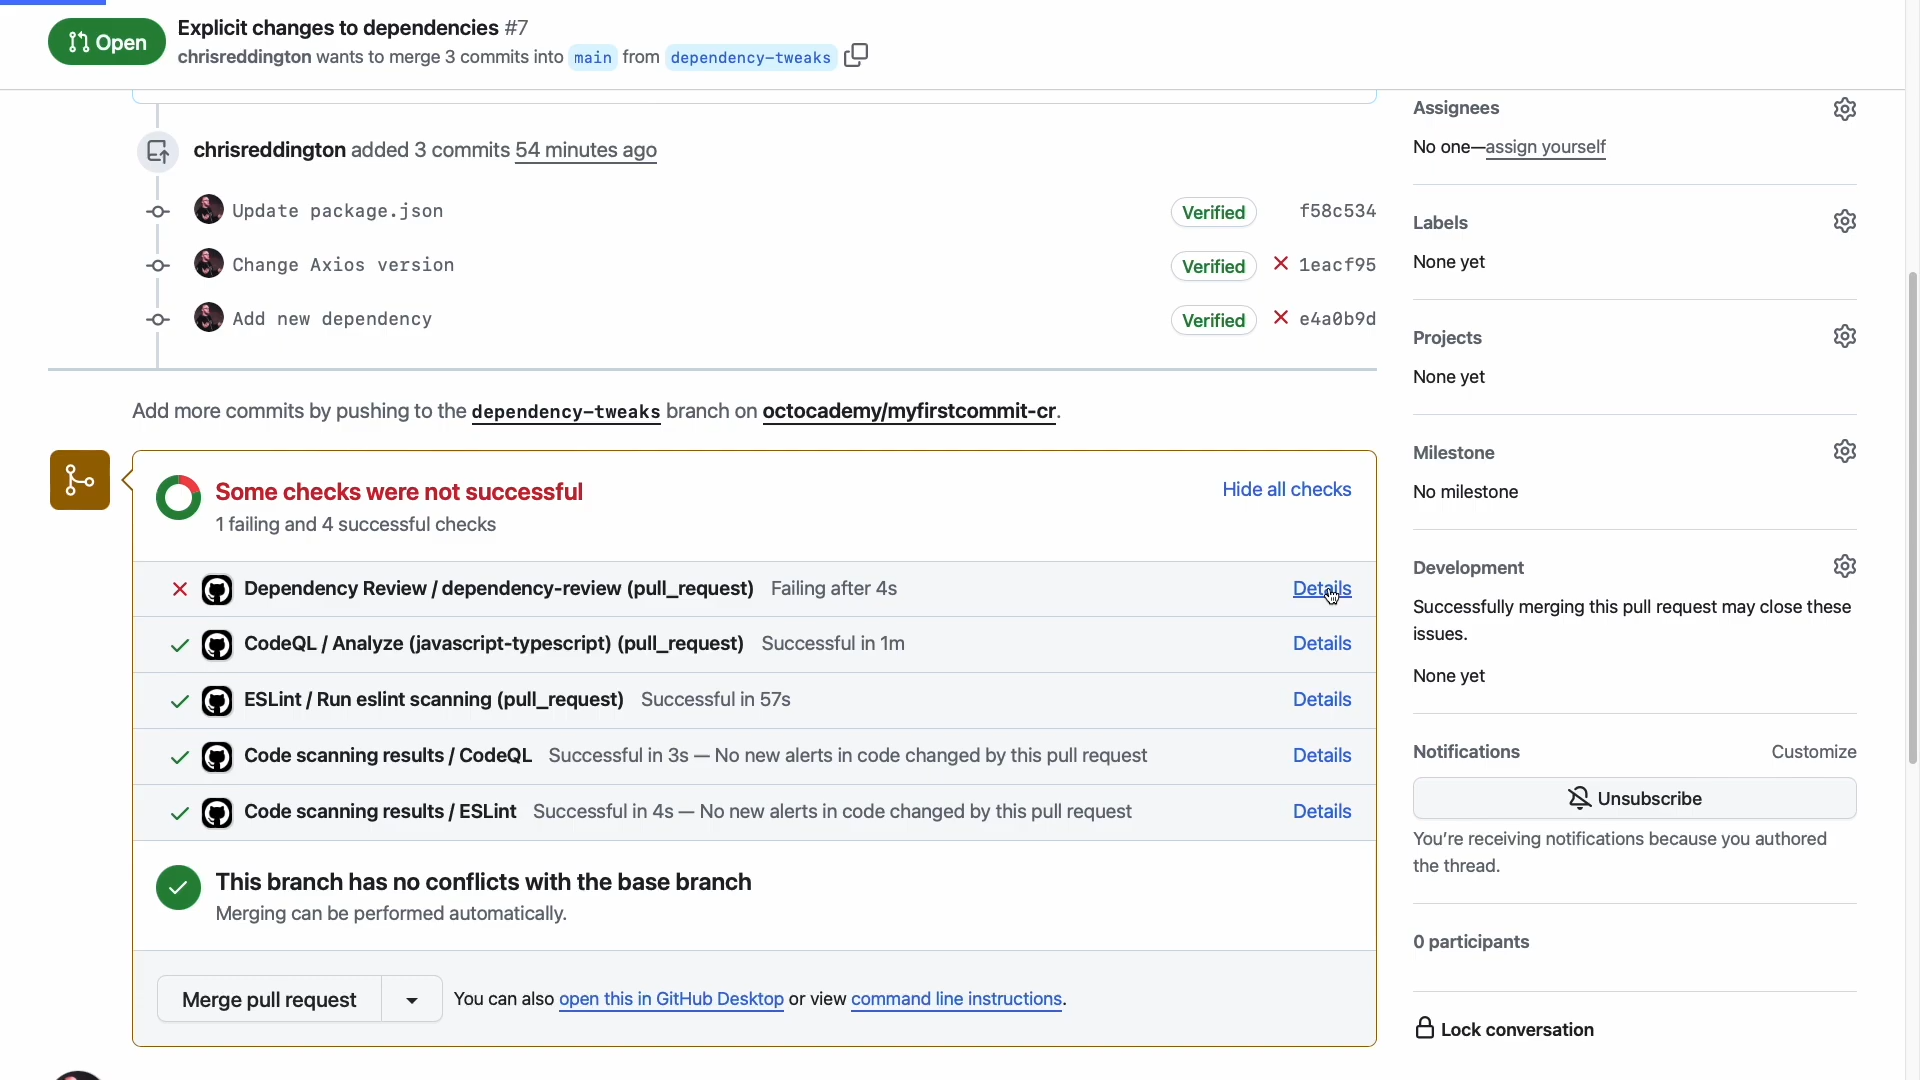 Open
Explicit changes to dependencies #7
chrisreddington wants to merge 3 commits into main from dependency-tweaks
chrisreddington added 3 commits 54 minutes ago
Update package.json Verified f58c534
Change Axios version Verified 1eacf95
Add new dependency Verified e4a0b9d
Add more commits by pushing to the dependency-tweaks branch on octocademy/myfirstcommit-cr.
Some checks were not successful
Hide all checks
1 failing and 4 successful checks
Dependency Review / dependency-review (pull_request) Failing after 4s Details
CodeQL / Analyze (javascript-typescript) (pull_request) Successful in 1m Details
ESLint / Run eslint scanning (pull_request) Successful in 57s Details
Code scanning results / CodeQL Successful in 3s — No new alerts in code changed by this pull request Details
Code scanning results / ESLint Successful in 4s — No new alerts in code changed by this pull request Details
This branch has no conflicts with the base branch
Merging can be performed automatically.
Merge pull request You can also open this in GitHub Desktop or view command line instructions.
Assignees
No one—assign yourself
Labels
None yet
Projects
None yet
Milestone
No milestone
Development
Successfully merging this pull request may close these
issues.
None yet
Notifications Customize
Unsubscribe
You're receiving notifications because you authored
the thread.
0 participants
Lock conversation